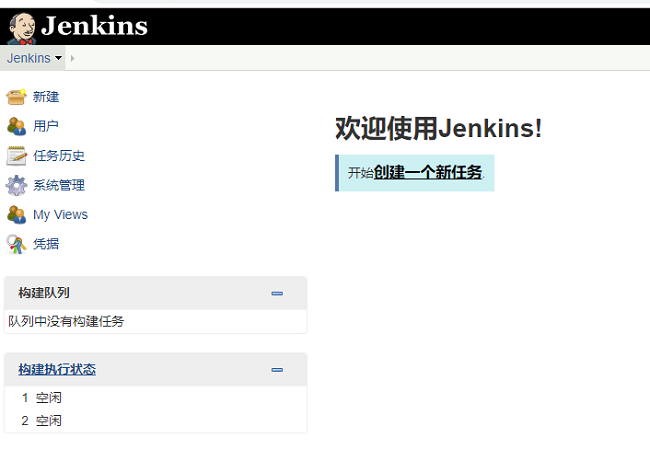 Jenkins
Jenkins
新建
用户
任务历史
系统管理
My Views
凭据
构建队列
队列中没有构建任务
构建执行状态
1 空闲
2 空闲
欢迎使用Jenkins!
开始创建一个新任务.